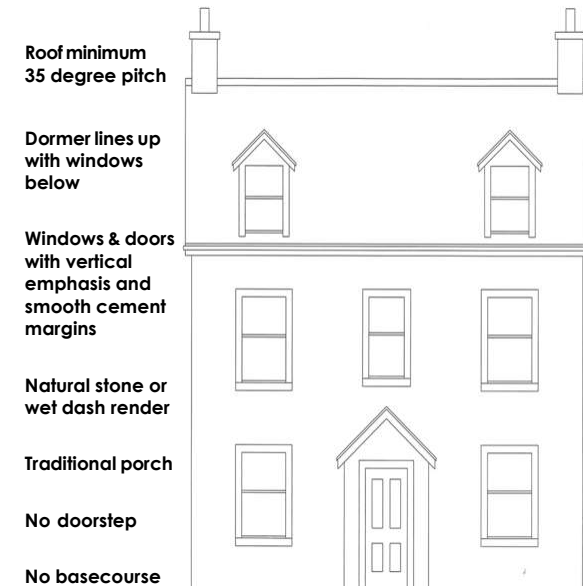 Roof minimum
35 degree pitch
Dormer lines up
with windows
below
Windows & doors
with vertical
emphasis and
smooth cement
margins
Natural stone or
wet dash render
Traditional porch
No doorstep
No basecourse